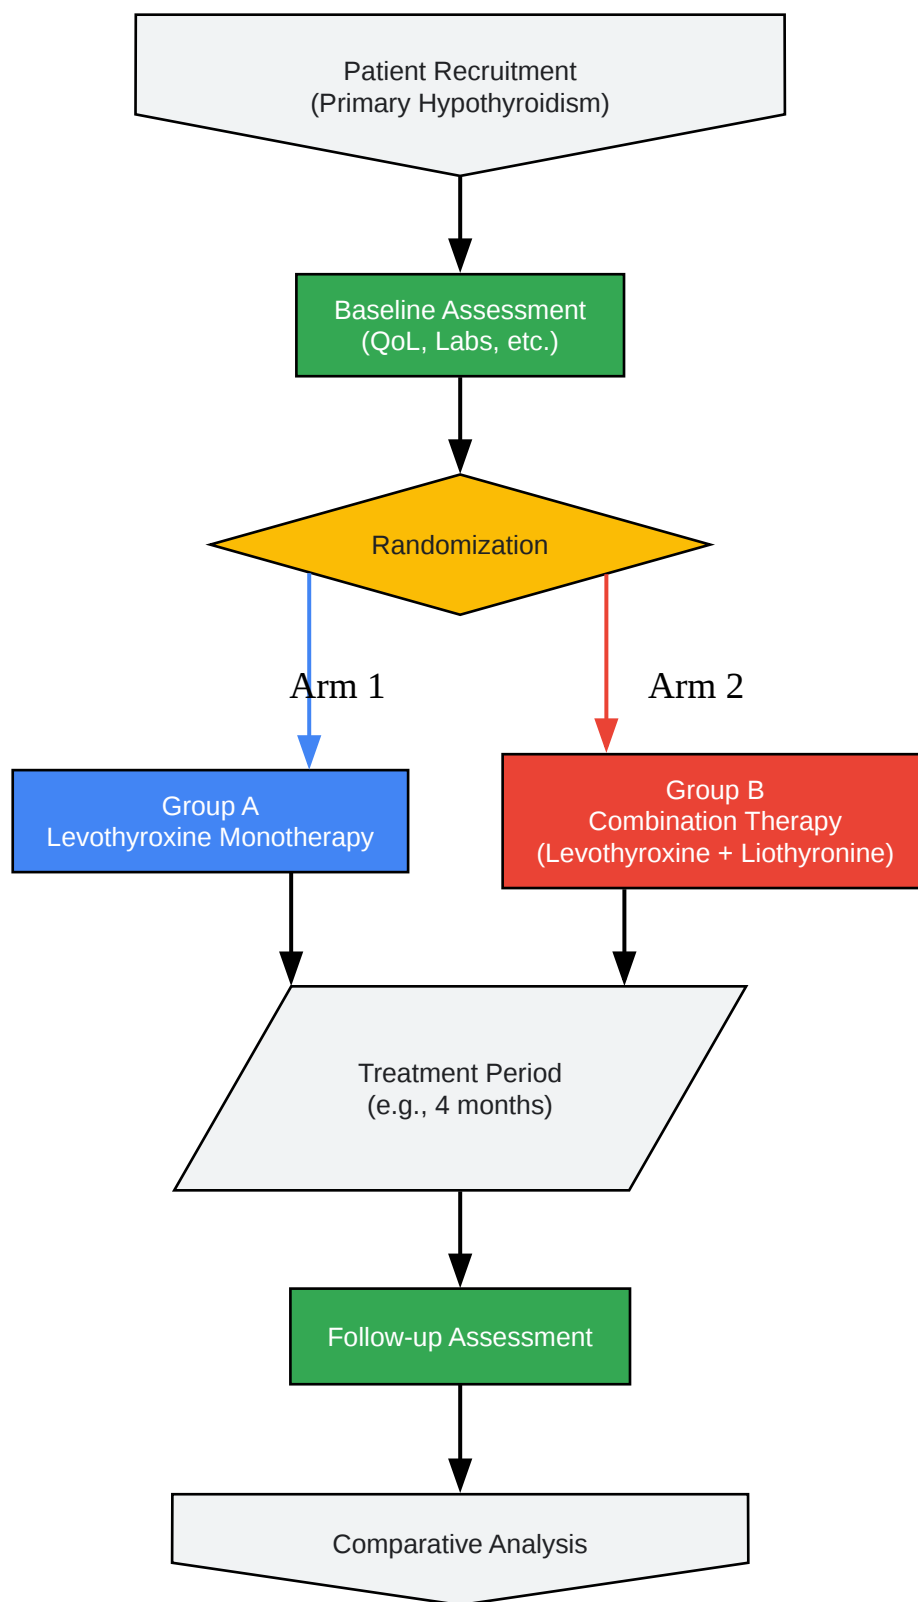 Patient Recruitment
(Primary Hypothyroidism)
Baseline Assessment
(QoL, Labs, etc.)
Randomization
Arm 1
Arm 2
Group A
Levothyroxine Monotherapy
Group B
Combination Therapy
(Levothyroxine + Liothyronine)
Treatment Period
(e.g., 4 months)
Follow-up Assessment
Comparative Analysis